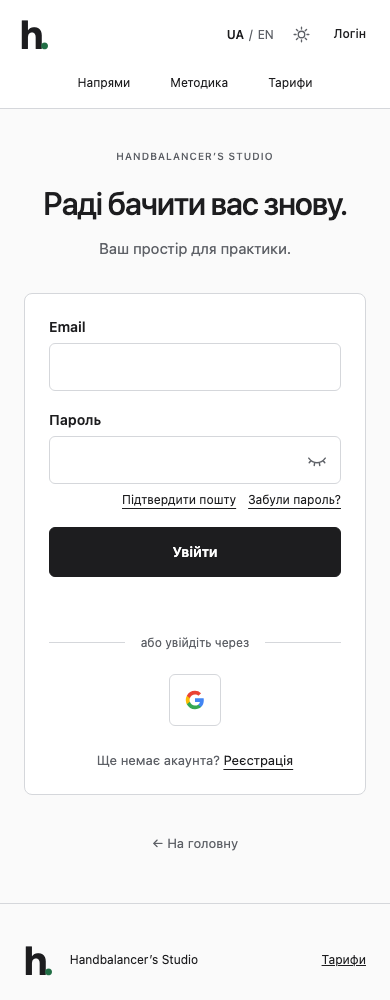 h.
UA / EN
Логін
Напрями Методика Тарифи
HANDBALANCER’S STUDIO
Раді бачити вас знову.
Ваш простір для практики.
Email
Пароль
Підтвердити пошту Забули пароль?
Увійти
або увійдіть через
G
Ще немає акаунта? Реєстрація
← На головну
h.
Handbalancer’s Studio
Тарифи